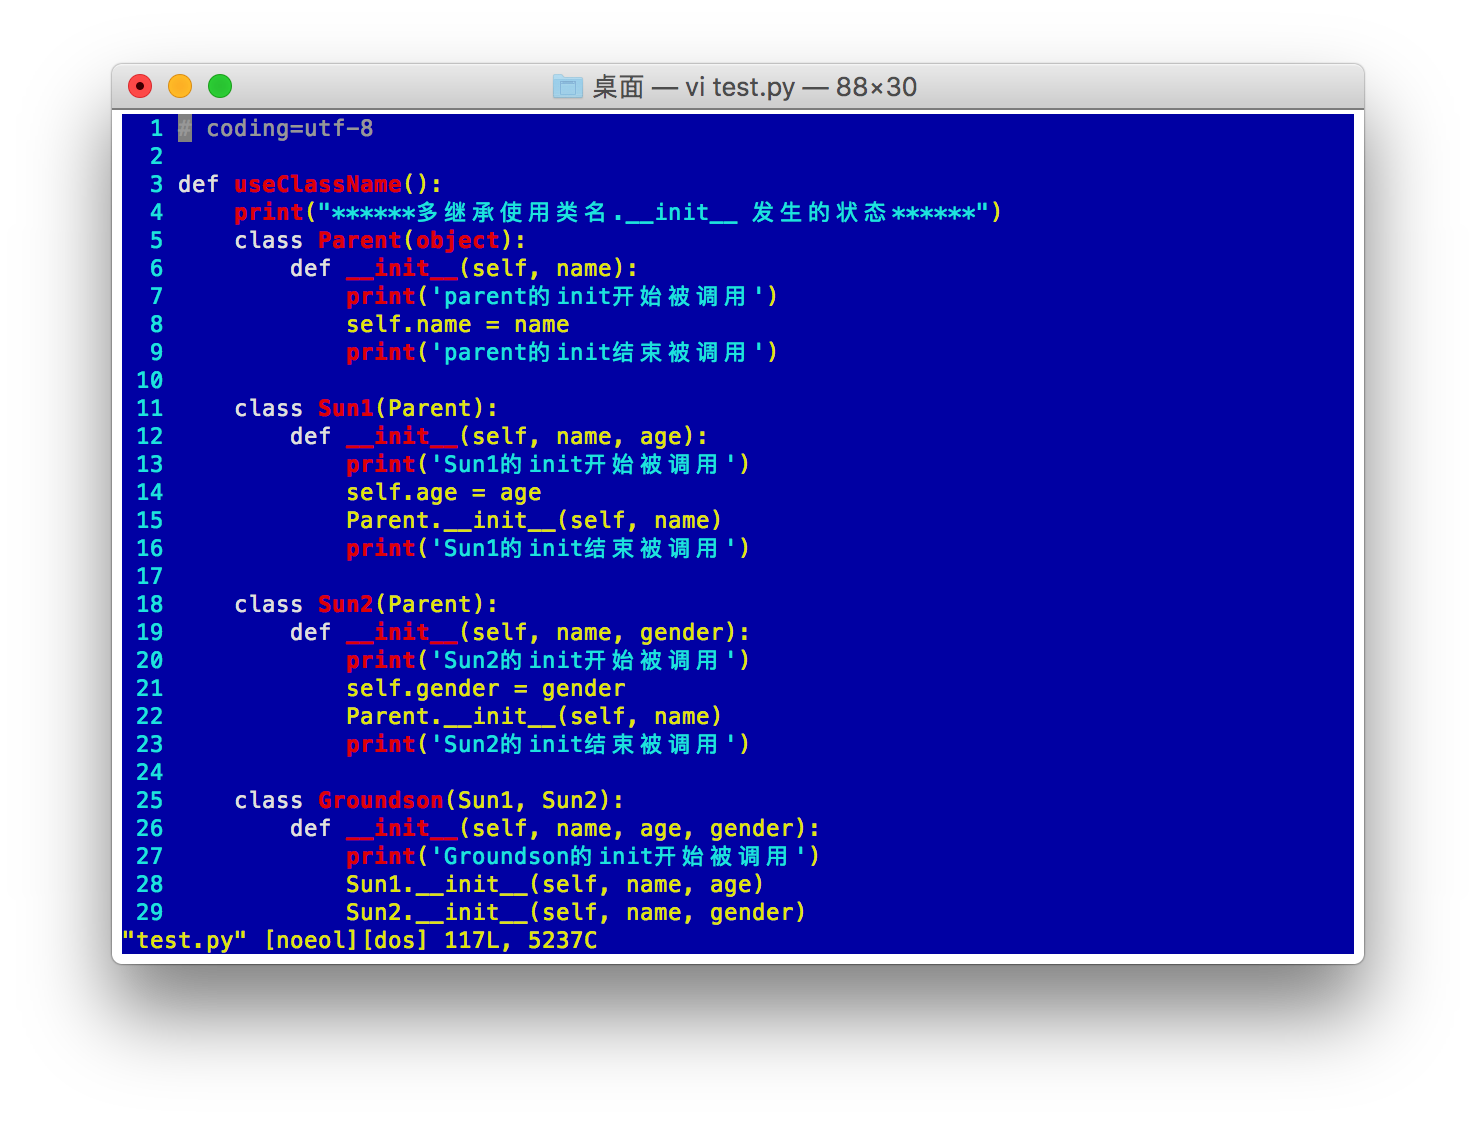 桌面 — vi test.py — 88×30
1 # coding=utf-8
2
3 def useClassName():
4     print("******多继承使用类名.__init__ 发生的状态******")
5     class Parent(object):
6         def __init__(self, name):
7             print('parent的init开始被调用')
8             self.name = name
9             print('parent的init结束被调用')
10
11     class Sun1(Parent):
12         def __init__(self, name, age):
13             print('Sun1的init开始被调用')
14             self.age = age
15             Parent.__init__(self, name)
16             print('Sun1的init结束被调用')
17
18     class Sun2(Parent):
19         def __init__(self, name, gender):
20             print('Sun2的init开始被调用')
21             self.gender = gender
22             Parent.__init__(self, name)
23             print('Sun2的init结束被调用')
24
25     class Groundson(Sun1, Sun2):
26         def __init__(self, name, age, gender):
27             print('Groundson的init开始被调用')
28             Sun1.__init__(self, name, age)
29             Sun2.__init__(self, name, gender)
"test.py" [noeol][dos] 117L, 5237C